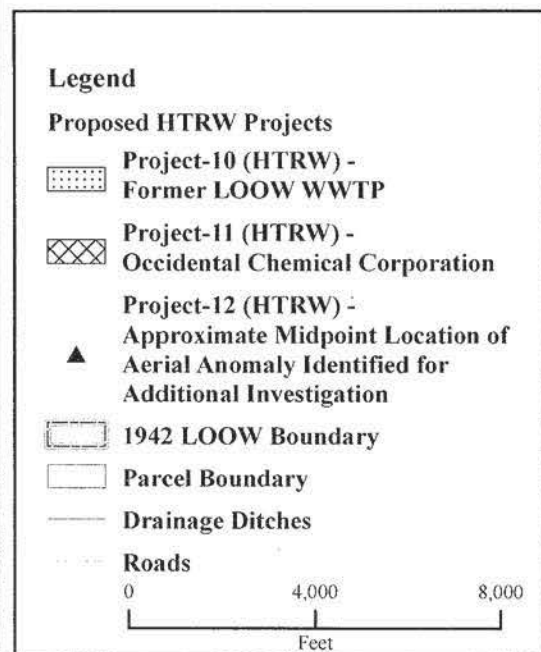 Legend
Proposed HTRW Projects
Project-10 (HTRW) -
Former LOOW WWTP
Project-11 (HTRW) -
Occidental Chemical Corporation
Project-12 (HTRW) -
Approximate Midpoint Location of
Aerial Anomaly Identified for
Additional Investigation
1942 LOOW Boundary
Parcel Boundary
Drainage Ditches
Roads
0 4,000 8,000
Feet